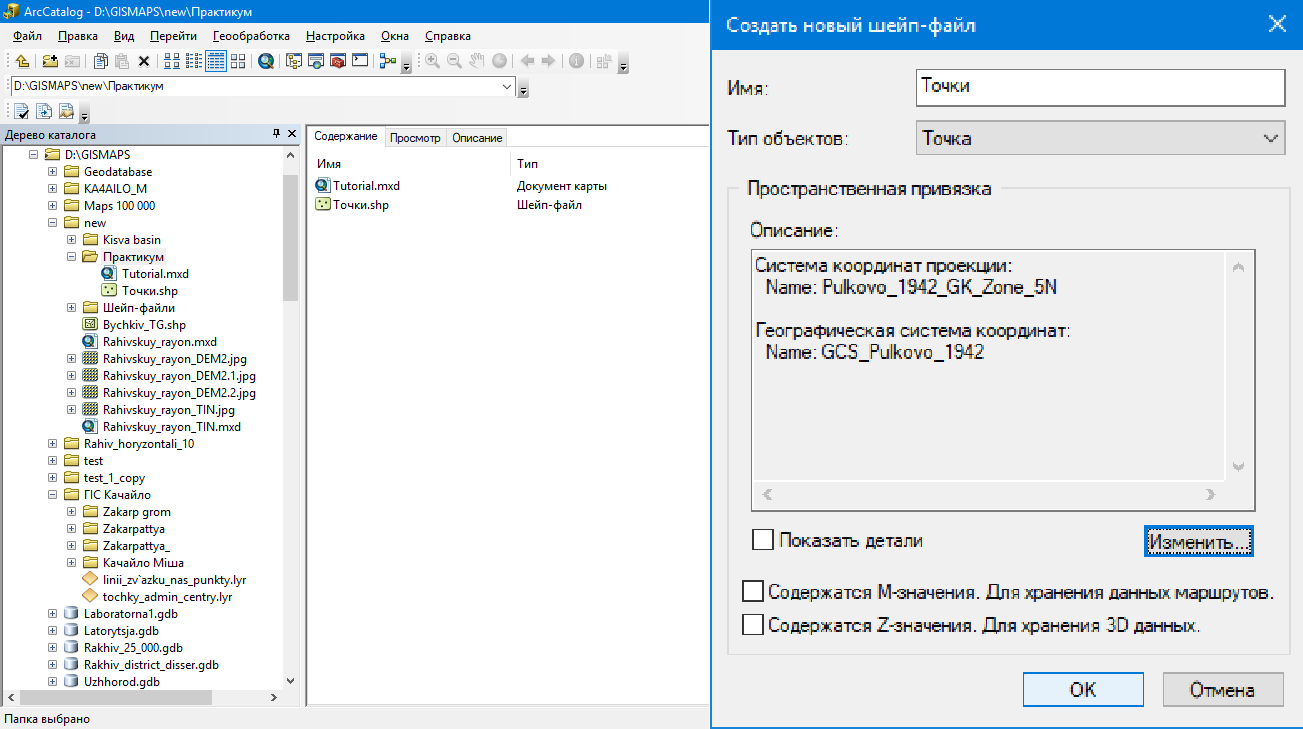 ArcCatalog - D:\GISMAPS\new\Практикум
Файл Правка Вид Перейти Геообработка Настройка Окна Справка
D:\GISMAPS\new\Практикум
Дерево каталога
D:\GISMAPS
Geodatabase
KA4AILO_M
Maps 100 000
new
Kisva basin
Практикум
Tutorial.mxd
Точки.shp
Шейп-файли
Bychkiv_TG.shp
Rahivskuy_rayon.mxd
Rahivskuy_rayon_DEM2.jpg
Rahivskuy_rayon_DEM2.1.jpg
Rahivskuy_rayon_DEM2.2.jpg
Rahivskuy_rayon_TIN.jpg
Rahivskuy_rayon_TIN.mxd
Rahiv_horyzontali_10
test
test_1_copy
ГІС Качайло
Zakarp grom
Zakarpattya
Zakarpattya_
Качайло Міша
linii_zv`azku_nas_punkty.lyr
tochky_admin_centry.lyr
Laboratorna1.gdb
Latorytsja.gdb
Rakhiv_25_000.gdb
Rakhiv_district_disser.gdb
Uzhhorod.gdb
Папка выбрано
Содержание Просмотр Описание
Имя Тип
Tutorial.mxd Документ карты
Точки.shp Шейп-файл
Создать новый шейп-файл
Имя: Точки
Тип объектов: Точка
Пространственная привязка
Описание:
Система координат проекции:
Name: Pulkovo_1942_GK_Zone_5N
Географическая система координат:
Name: GCS_Pulkovo_1942
Показать детали Изменить...
Содержатся M-значения. Для хранения данных маршрутов.
Содержатся Z-значения. Для хранения 3D данных.
OK Отмена